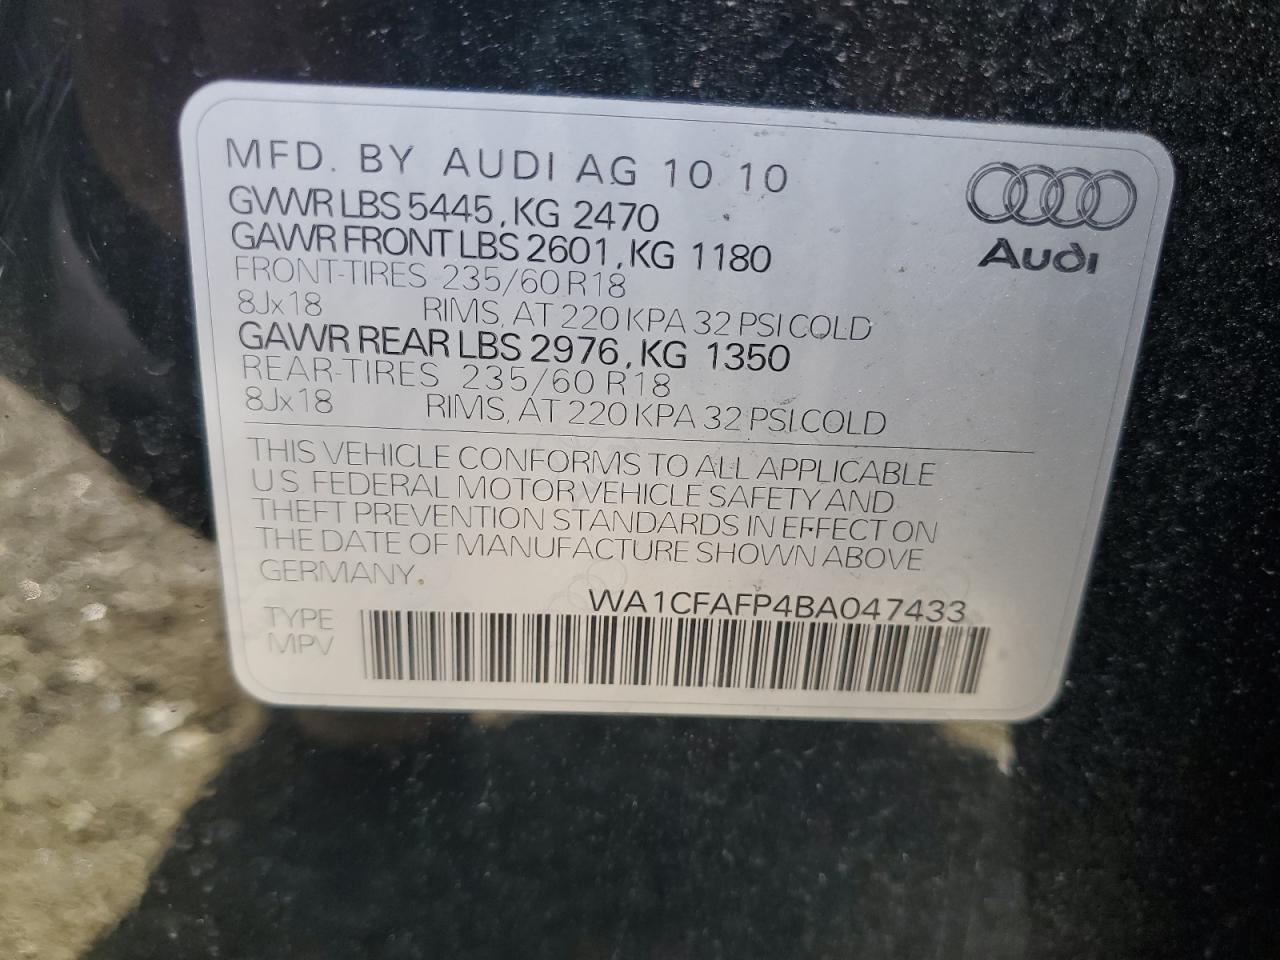 MFD. BY AUDI AG 10 10
GVWR LBS 5445, KG 2470
GAWR FRONT LBS 2601, KG 1180
FRONT-TIRES 235/60 R18
8Jx18 RIMS, AT 220 KPA 32 PSI COLD
GAWR REAR LBS 2976, KG 1350
REAR-TIRES 235/60 R18
8Jx18 RIMS, AT 220 KPA 32 PSI COLD
Audi
THIS VEHICLE CONFORMS TO ALL APPLICABLE
U.S. FEDERAL MOTOR VEHICLE SAFETY AND
THEFT PREVENTION STANDARDS IN EFFECT ON
THE DATE OF MANUFACTURE SHOWN ABOVE
GERMANY.
WA1CFAFP4BA047433
TYPE
MPV